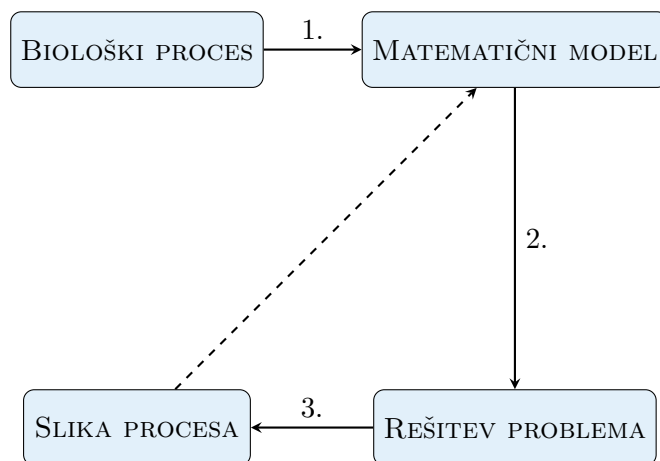 Biološki proces
1.
Matematični model
2.
Slika procesa
3.
Rešitev problema